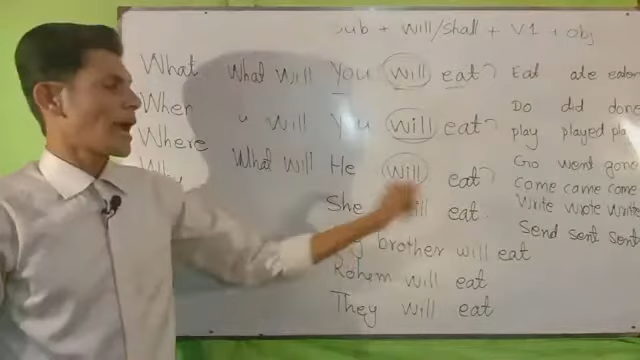 sub + will/shall + V1 + obj
What What will You will eat? Eat ate eaten
When " will You will eat? Do did done
play played
Where What will He will eat? Go went gone
Why come came come
She will eat. Write wrote written
brother will eat Send sent sent
Rohem will eat
They will eat